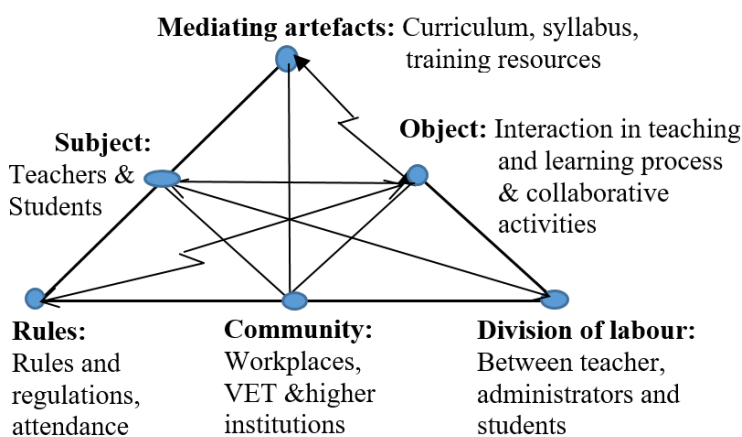 Mediating artefacts: Curriculum, syllabus,
training resources
Subject:
Teachers &
Students
Object: Interaction in teaching
and learning process
& collaborative
activities
Rules:
Rules and
regulations,
attendance
Community:
Workplaces,
VET &higher
institutions
Division of labour:
Between teacher,
administrators and
students